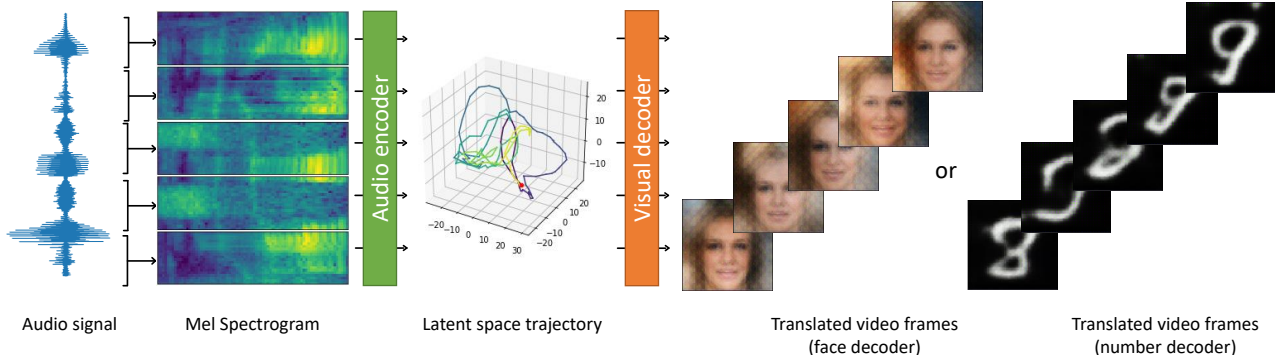 Audio encoder
20
10
0
−10
−20
−10
0
10
20
30
−20
−10
0
10
20
Visual decoder
or
Audio signal
Mel Spectrogram
Latent space trajectory
Translated video frames
(face decoder)
Translated video frames
(number decoder)